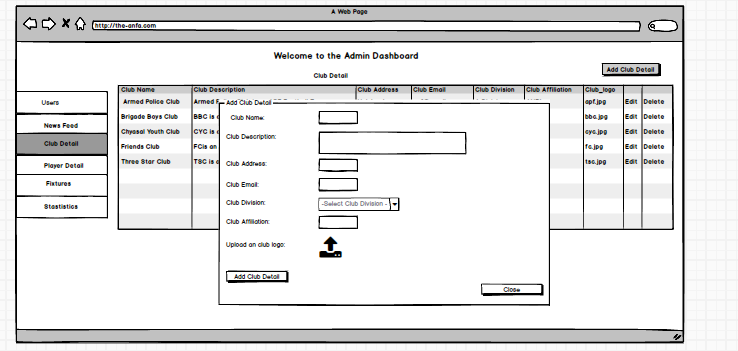 A Web Page
http://the-anfa.com
Welcome to the Admin Dashboard
Club Detail
Add Club Detail
Users
News Feed
Club Detail
Player Detail
Fixtures
Stastistics
Club Name Club Description Club Address Club Email Club Division Club Affiliation Club_logo
Armed Police Club Armed apf.jpg Edit Delete
Brigade Boys Club BBC is bbc.jpg Edit Delete
Chyasal Youth Club CYC is cyc.jpg Edit Delete
Friends Club FCis an fc.jpg Edit Delete
Three Star Club TSC is tsc.jpg Edit Delete
Add Club Detail
Club Name:
Club Description:
Club Address:
Club Email:
Club Division: -Select Club Division -
Club Affiliation:
Upload an club logo:
Add Club Detail
Close